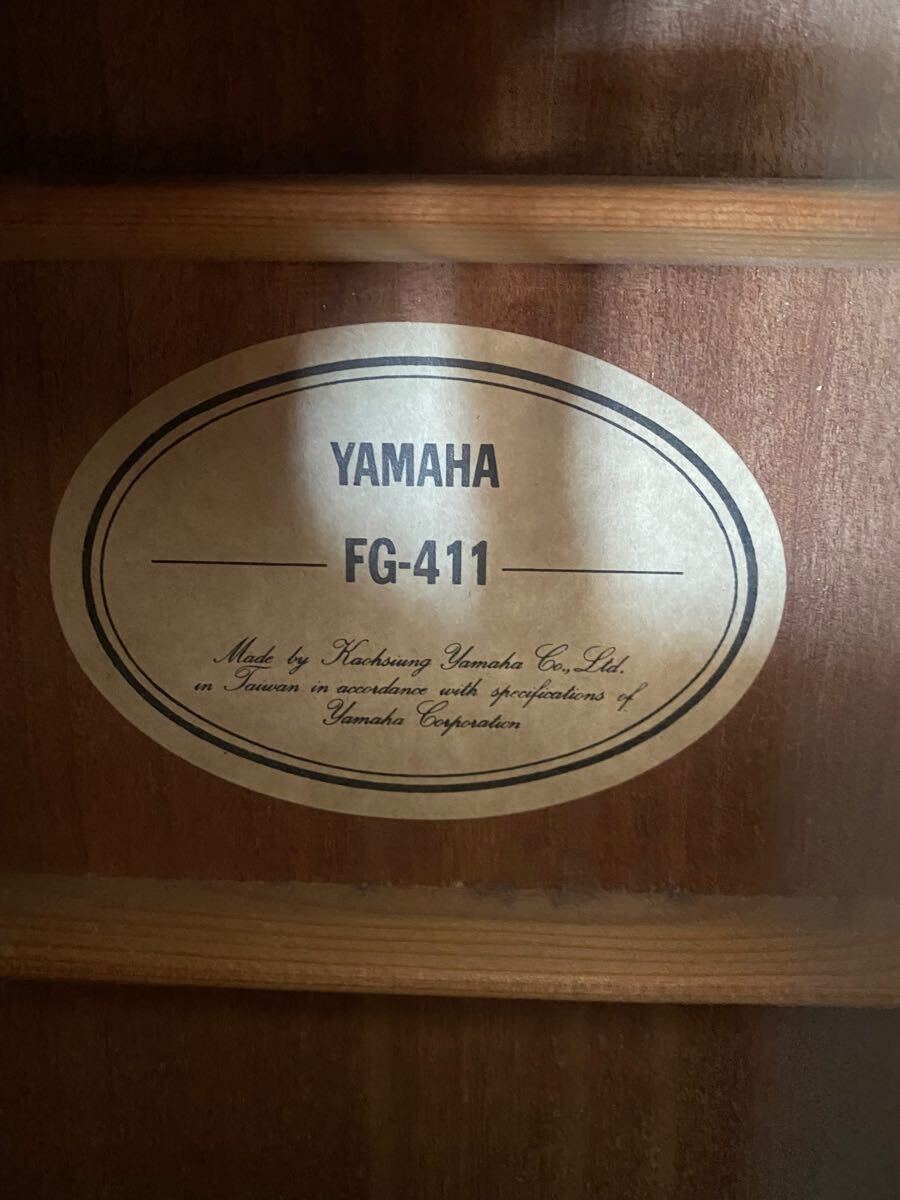 YAMAHA
FG-411
Made by Kaohsiung Yamaha Co., Ltd.
in Taiwan in accordance with specifications of
Yamaha Corporation